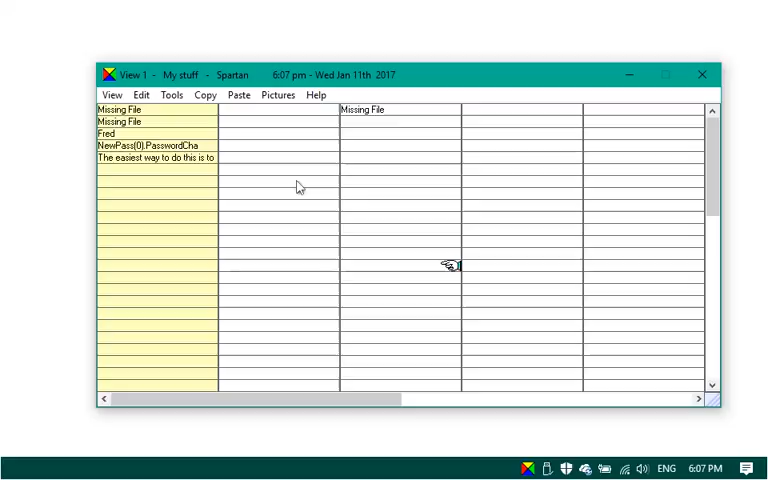 View 1 - My stuff - Spartan 6:07 pm - Wed Jan 11th 2017
View Edit Tools Copy Paste Pictures Help
Missing File Missing File
Missing File
Fred
NewPass(0).PasswordCha
The easiest way to do this is to
ENG 6:07 PM